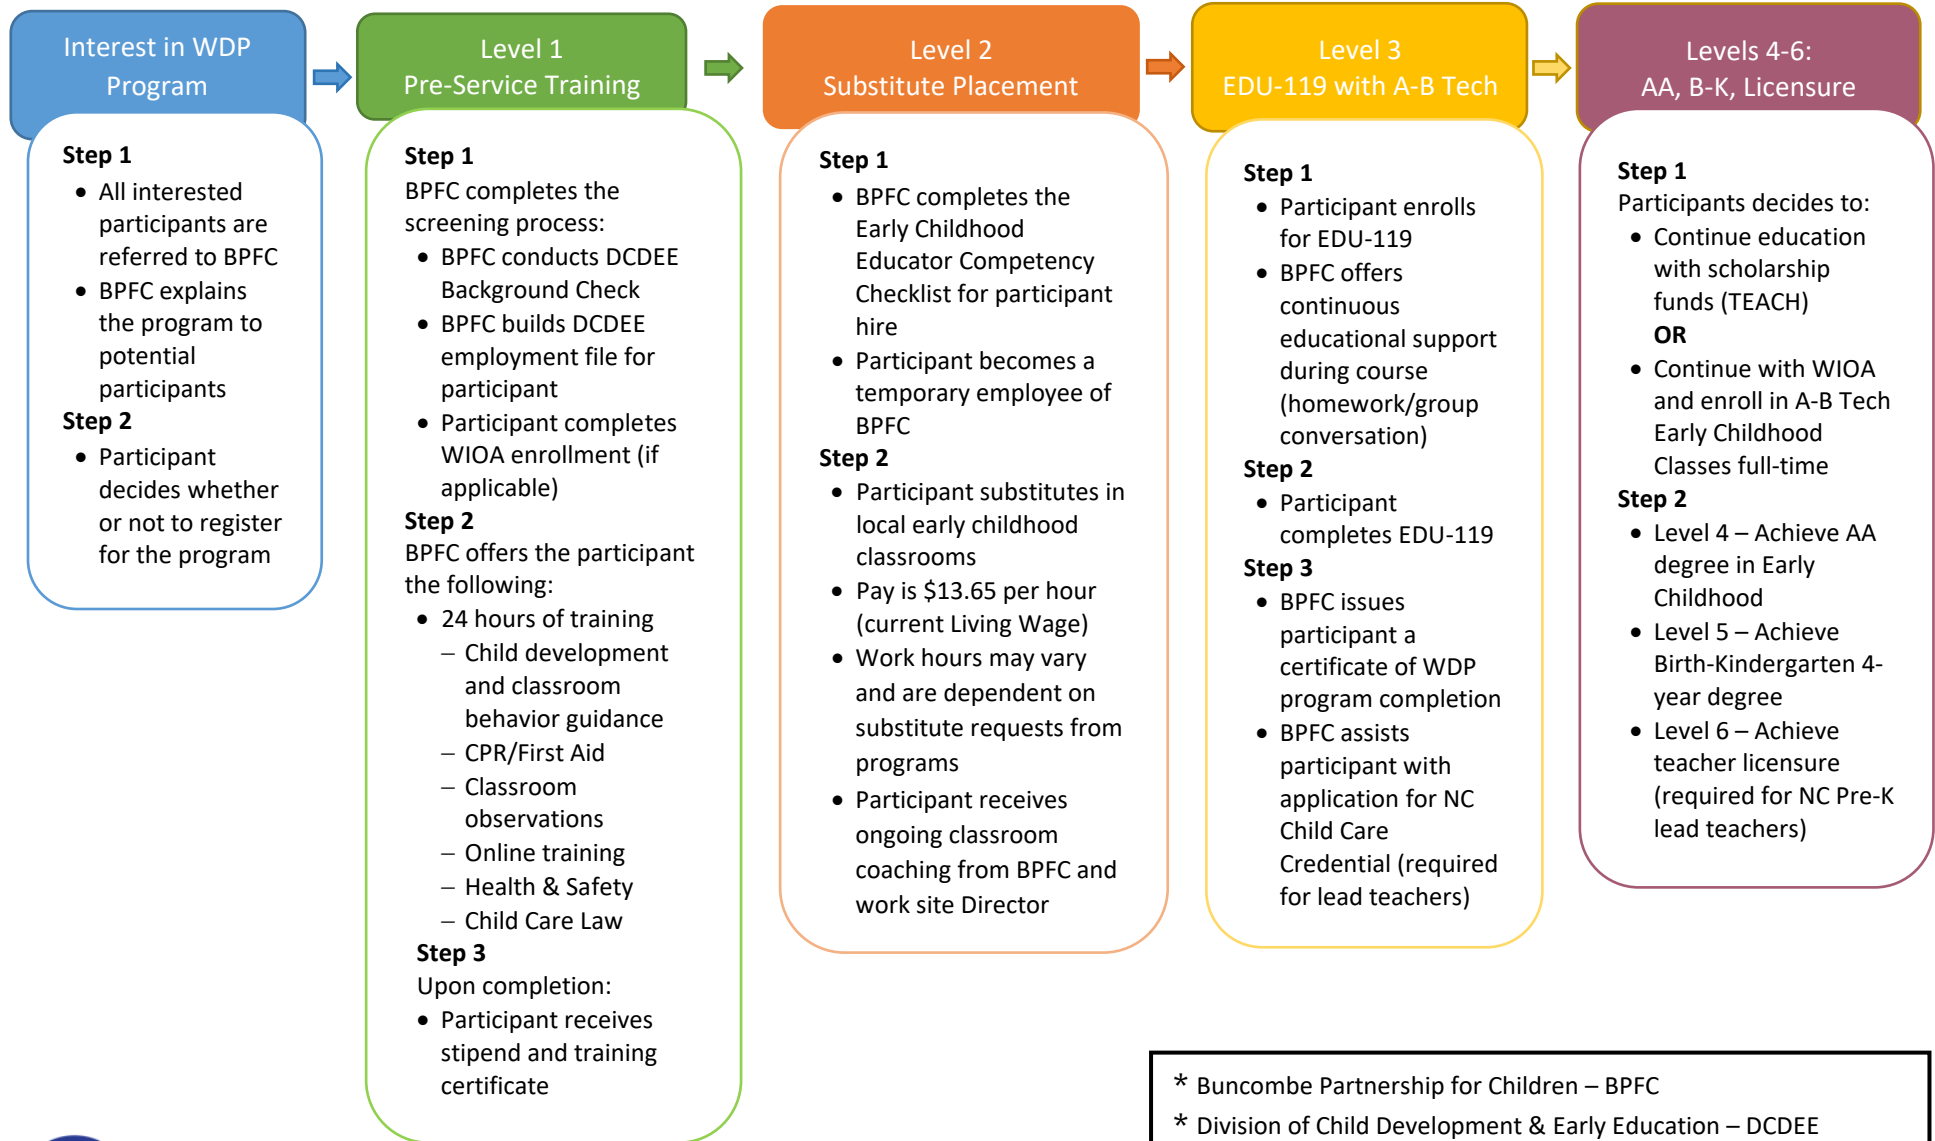 Interest in WDP
Program
Step 1
• All interested
participants are
referred to BPFC
• BPFC explains
the program to
potential
participants
Step 2
• Participant
decides whether
or not to register
for the program
Level 1
Pre-Service Training
Step 1
BPFC completes the
screening process:
• BPFC conducts DCDEE
Background Check
• BPFC builds DCDEE
employment file for
participant
• Participant completes
WIOA enrollment (if
applicable)
Step 2
BPFC offers the participant
the following:
• 24 hours of training
– Child development
and classroom
behavior guidance
– CPR/First Aid
– Classroom
observations
– Online training
– Health & Safety
– Child Care Law
Step 3
Upon completion:
• Participant receives
stipend and training
certificate
Level 2
Substitute Placement
Step 1
• BPFC completes the
Early Childhood
Educator Competency
Checklist for participant
hire
• Participant becomes a
temporary employee of
BPFC
Step 2
• Participant substitutes in
local early childhood
classrooms
• Pay is $13.65 per hour
(current Living Wage)
• Work hours may vary
and are dependent on
substitute requests from
programs
• Participant receives
ongoing classroom
coaching from BPFC and
work site Director
Level 3
EDU-119 with A-B Tech
Step 1
• Participant enrolls
for EDU-119
• BPFC offers
continuous
educational support
during course
(homework/group
conversation)
Step 2
• Participant
completes EDU-119
Step 3
• BPFC issues
participant a
certificate of WDP
program completion
• BPFC assists
participant with
application for NC
Child Care
Credential (required
for lead teachers)
Levels 4-6:
AA, B-K, Licensure
Step 1
Participants decides to:
• Continue education
with scholarship
funds (TEACH)
OR
• Continue with WIOA
and enroll in A-B Tech
Early Childhood
Classes full-time
Step 2
• Level 4 – Achieve AA
degree in Early
Childhood
• Level 5 – Achieve
Birth-Kindergarten 4-
year degree
• Level 6 – Achieve
teacher licensure
(required for NC Pre-K
lead teachers)
* Buncombe Partnership for Children – BPFC
* Division of Child Development & Early Education – DCDEE